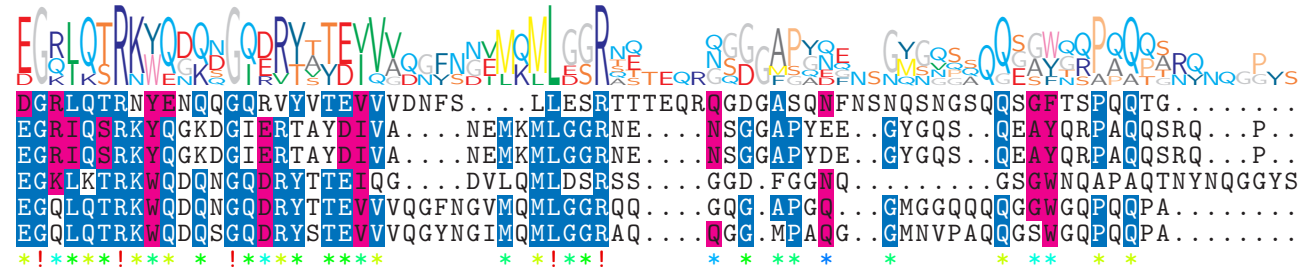 DGRLQTRNYENQQGQRVYVTEVVVDNFS....LLESRTTTEQRQGDGASQNFNSNQSNGSQQSGFTSPQQTG........
EGRIQSRKYQGKDGIERTAYDIVA....NEMKMLGGRNE....NSGGAPYEE..GYGQS..QEAYQRPAQQSRQ...P..
EGRIQSRKYQGKDGIERTAYDIVA....NEMKMLGGRNE....NSGGAPYDE..GYGQS..QEAYQRPAQQSRQ...P..
EGKLKTRKWQDQNGQDRYTTEIQG....DVLQMLDSRSS....GGD.FGGNQ.........GSGWNQAPAQTNYNQGGYS
EGQLQTRKWQDQNGQDRYTTEVVVQGFNGVMQMLGGRQQ....GQG.APGQ...GMGGQQQQGGWGQPQQPA........
EGQLQTRKWQDQSGQDRYSTEVVVQGYNGIMQMLGGRAQ....QGG.MPAQG..GMNVPAQQGSWGQPQQPA........
*!*****!*** * !**** **** * *!**! * * ** * * ** * *